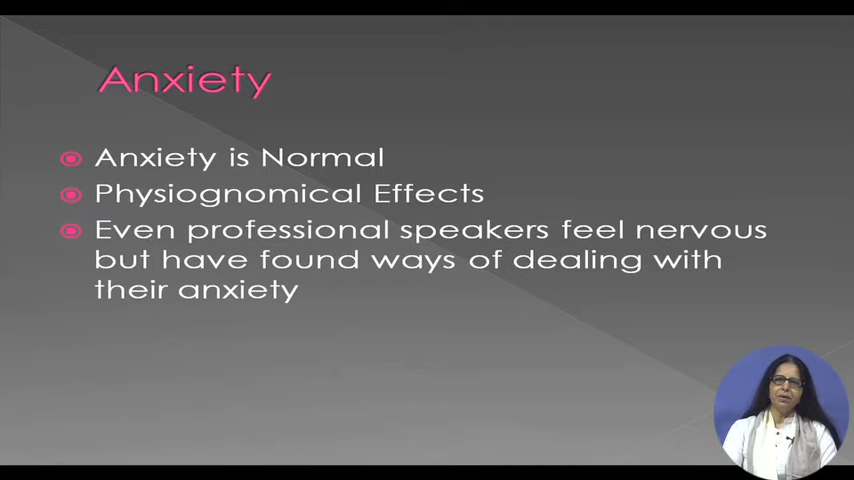 Anxiety
Anxiety is Normal
Physiognomical Effects
Even professional speakers feel nervous
but have found ways of dealing with
their anxiety